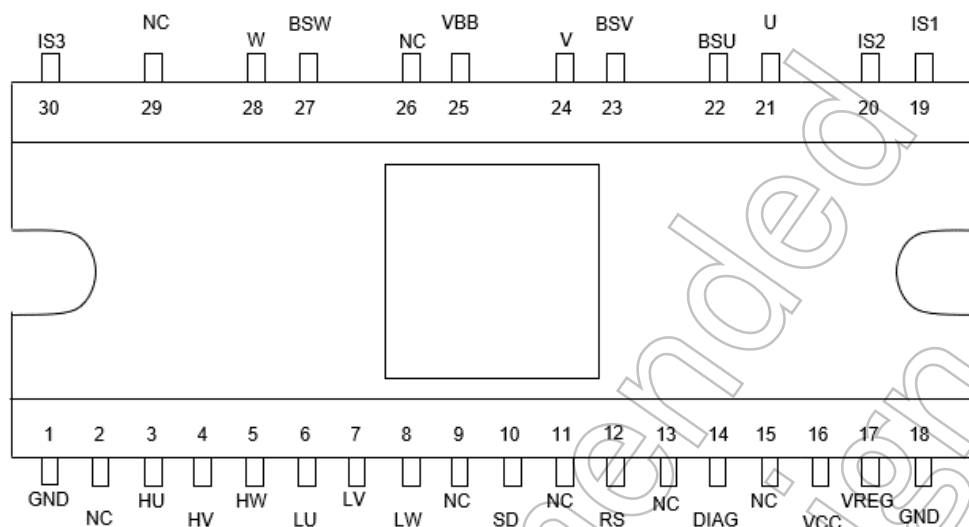 IS3 NC W BSW NC VBB V BSV BSU U IS2 IS1
30 29 28 27 26 25 24 23 22 21 20 19
1 2 3 4 5 6 7 8 9 10 11 12 13 14 15 16 17 18
GND NC HU HV HW LU LV LW NC SD NC RS NC DIAG NC VCC VREG GND
ended